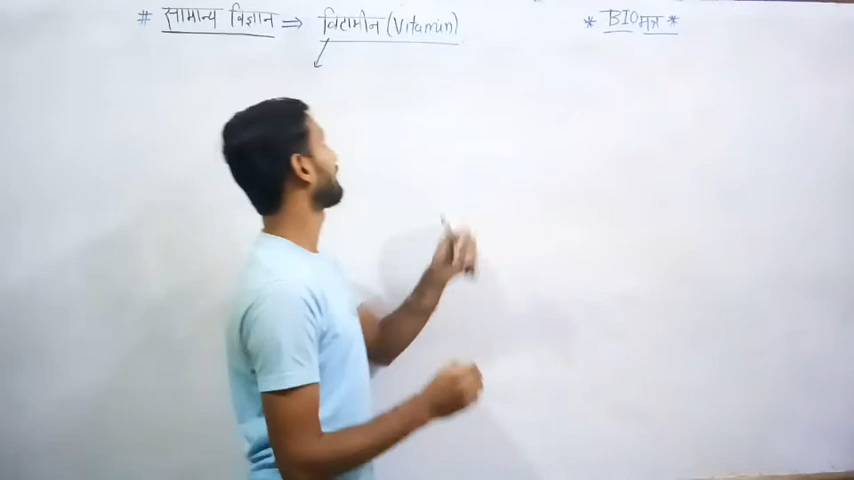 # सामान्य विज्ञान ⇒ विटामीन (Vitamin) * BIOमित्र *